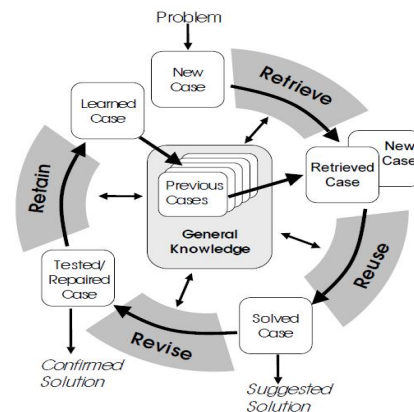 Problem
New
Case
Retrieve
Learned
Case
New
Case
Retrieved
Case
Previous
Cases
General
Knowledge
Retain
Reuse
Tested/
Repaired
Case
Solved
Case
Revise
Confirmed
Solution
Suggested
Solution